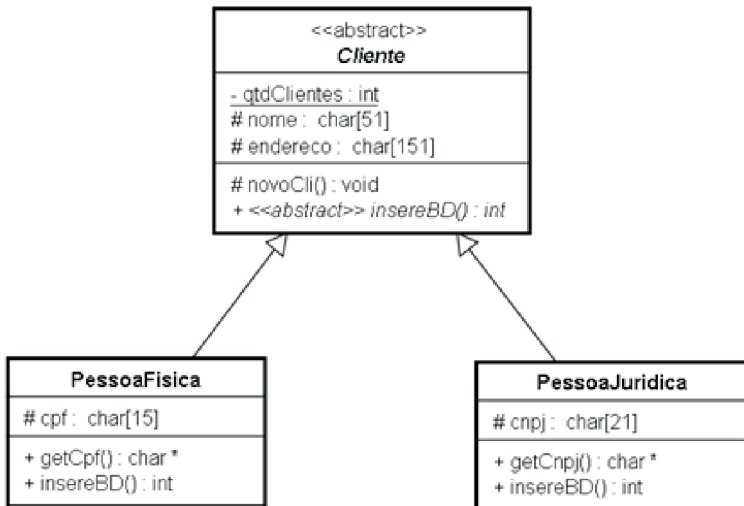 <<abstract>>
Cliente
- qtdClientes : int
# nome : char[51]
# endereco : char[151]
# novoCli() : void
+ <<abstract>> insereBD() : int
PessoaFisica
# cpf : char[15]
+ getCpf() : char *
+ insereBD() : int
PessoaJuridica
# cnpj : char[21]
+ getCnpj() : char *
+ insereBD() : int